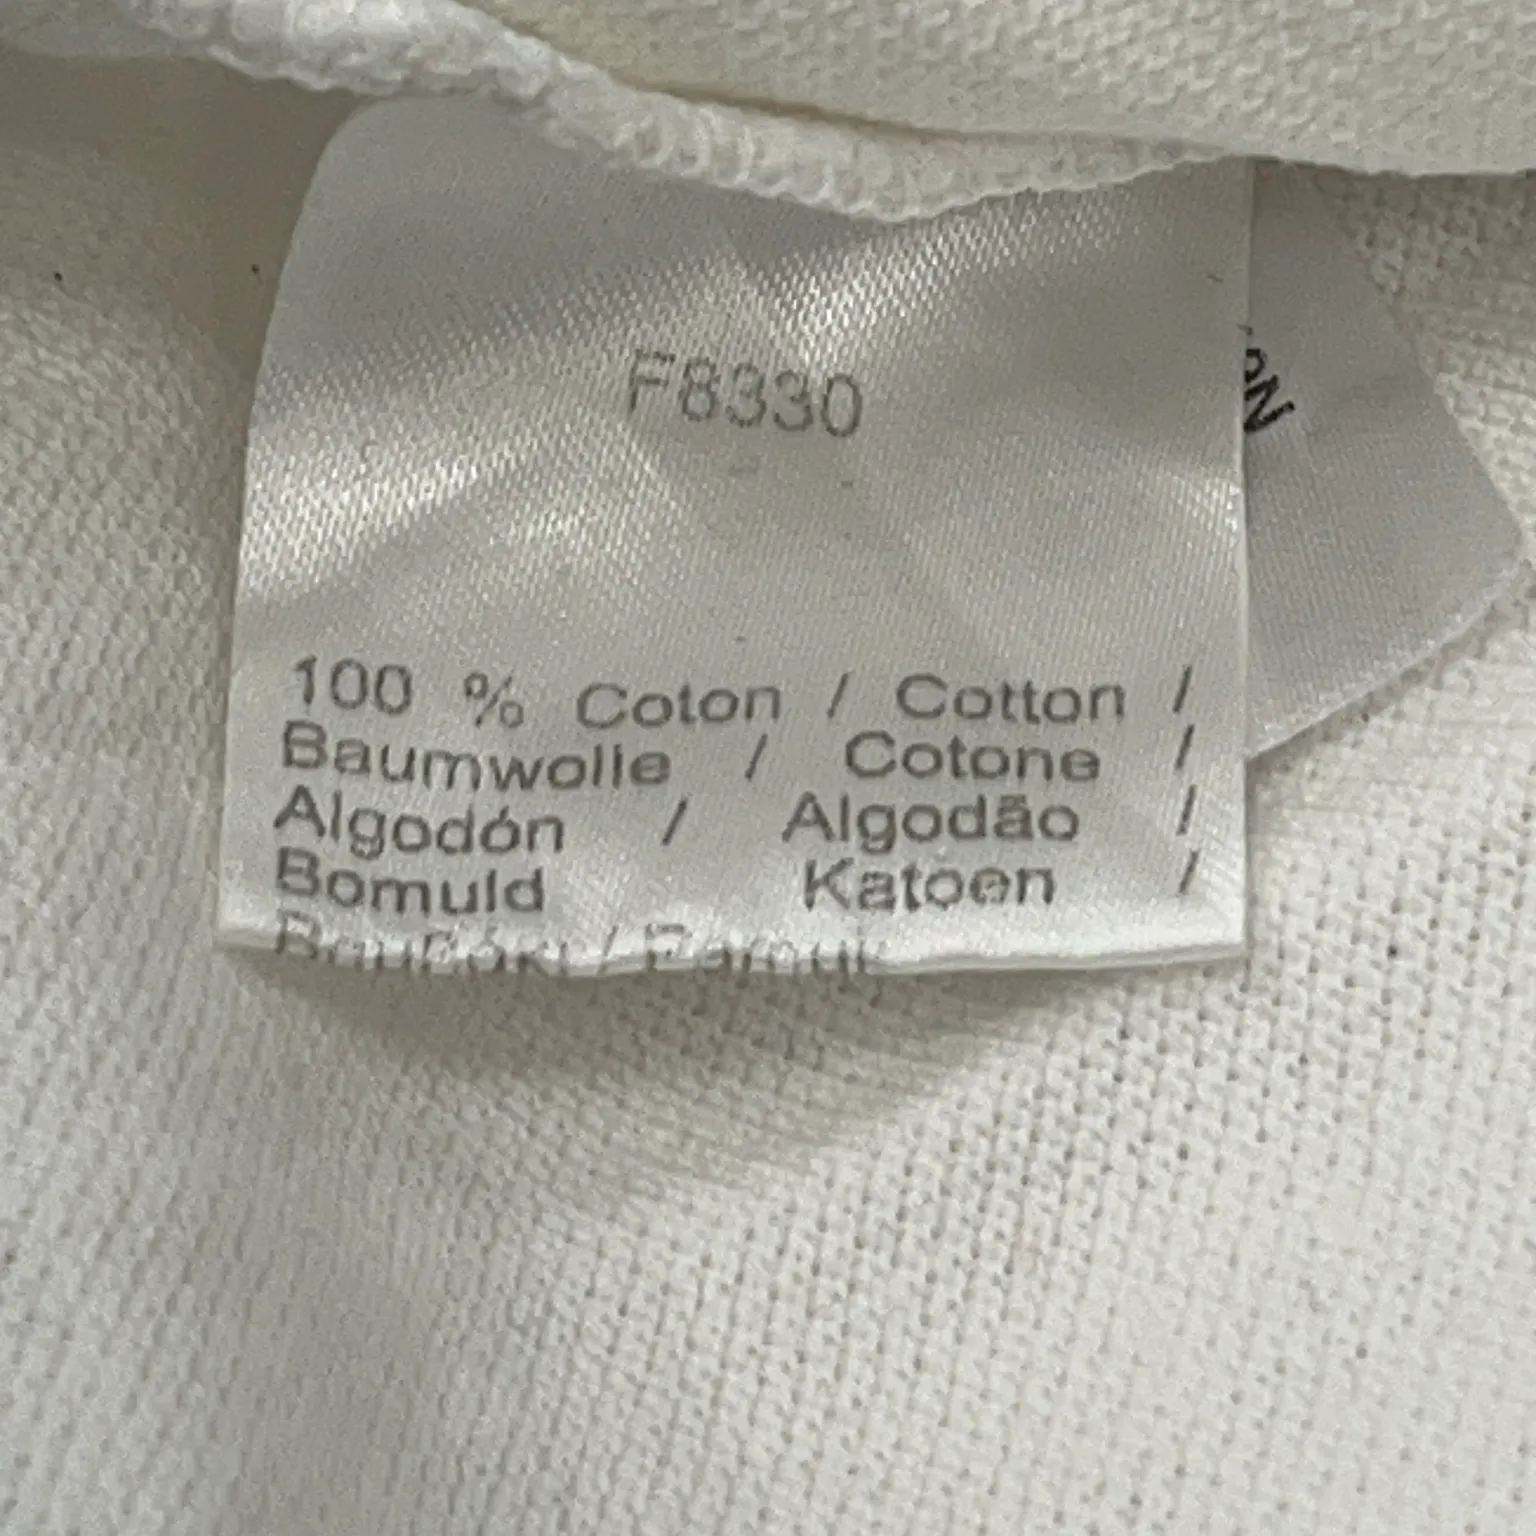 F8330
100 % Coton / Cotton /
Baumwolle / Cotone /
Algodón / Algodão /
Bomuld Katoen /